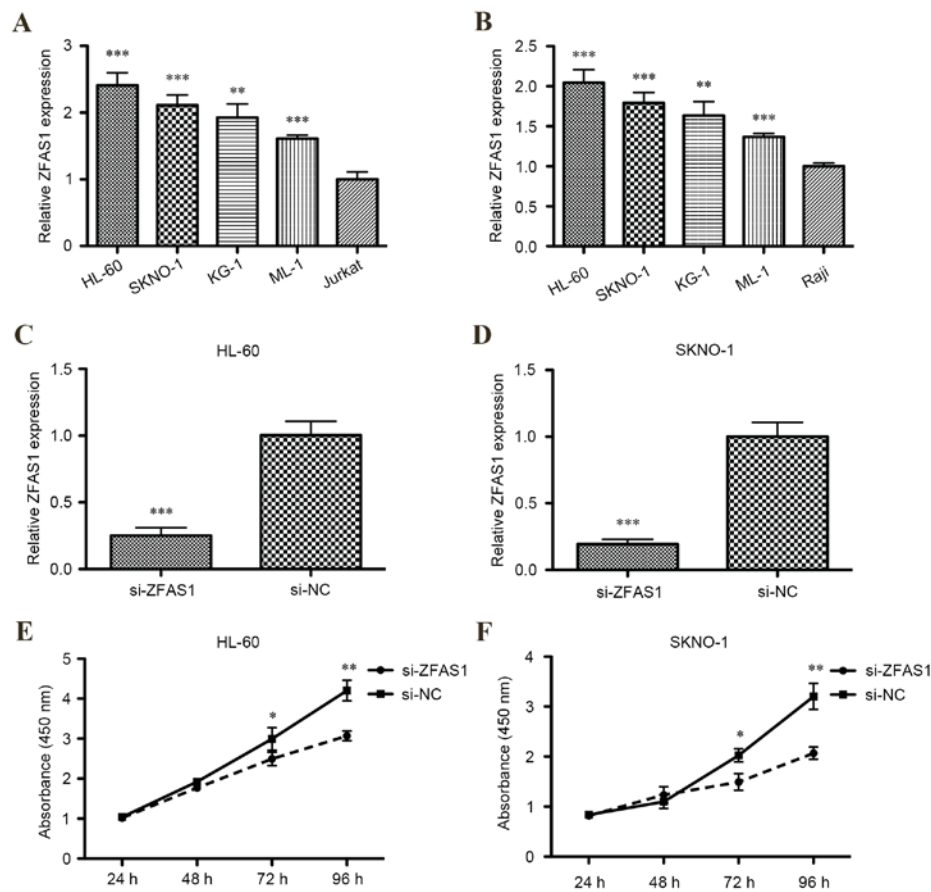 A
Relative ZFAS1 expression
3
2
1
0
***
***
**
***
HL-60
SKNO-1
KG-1
ML-1
Jurkat
B
Relative ZFAS1 expression
2.5
2.0
1.5
1.0
0.5
0.0
***
***
**
***
HL-60
SKNO-1
KG-1
ML-1
Raji
C
HL-60
Relative ZFAS1 expression
1.5
1.0
0.5
0.0
***
si-ZFAS1
si-NC
D
SKNO-1
Relative ZFAS1 expression
1.5
1.0
0.5
0.0
***
si-ZFAS1
si-NC
E
HL-60
Absorbance (450 nm)
5
4
3
2
1
0
*
**
si-ZFAS1
si-NC
24 h
48 h
72 h
96 h
F
SKNO-1
Absorbance (450 nm)
4
3
2
1
0
*
**
si-ZFAS1
si-NC
24 h
48 h
72 h
96 h